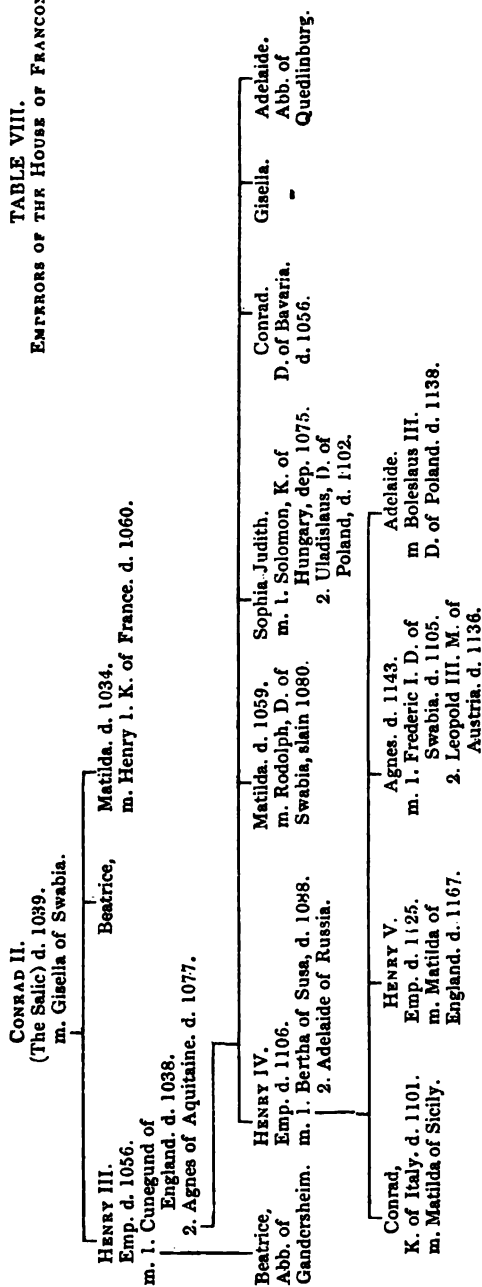 TABLE VIII.
EMPERORS OF THE HOUSE OF FRANCON
CONRAD II.
(The Salic) d. 1039.
m. Gisella of Swabia.
HENRY III.
Emp. d. 1056.
m. 1. Cunegund of
England. d. 1038.
2. Agnes of Aquitaine. d. 1077.
Beatrice,
Matilda. d. 1034.
m. Henry I. K. of France. d. 1060.
Beatrice,
Abb. of
Gandersheim.
HENRY IV.
Emp. d. 1106.
m. 1. Bertha of Susa, d. 1088.
2. Adelaide of Russia.
Matilda. d. 1059.
m. Rodolph, D. of
Swabia, slain 1080.
Sophia-Judith.
m. 1. Solomon, K. of
Hungary, dep. 1075.
2. Uladislaus, D. of
Poland, d. 1102.
Conrad.
D. of Bavaria.
d. 1056.
Gisella.
Adelaide.
Abb. of
Quedlinburg.
Conrad,
K. of Italy. d. 1101.
m. Matilda of Sicily.
HENRY V.
Emp. d. 1125.
m. Matilda of
England. d. 1167.
Agnes. d. 1143.
m. 1. Frederic I. D. of
Swabia. d. 1105.
2. Leopold III. M. of
Austria. d. 1136.
Adelaide.
m Boleslaus III.
D. of Poland. d. 1138.